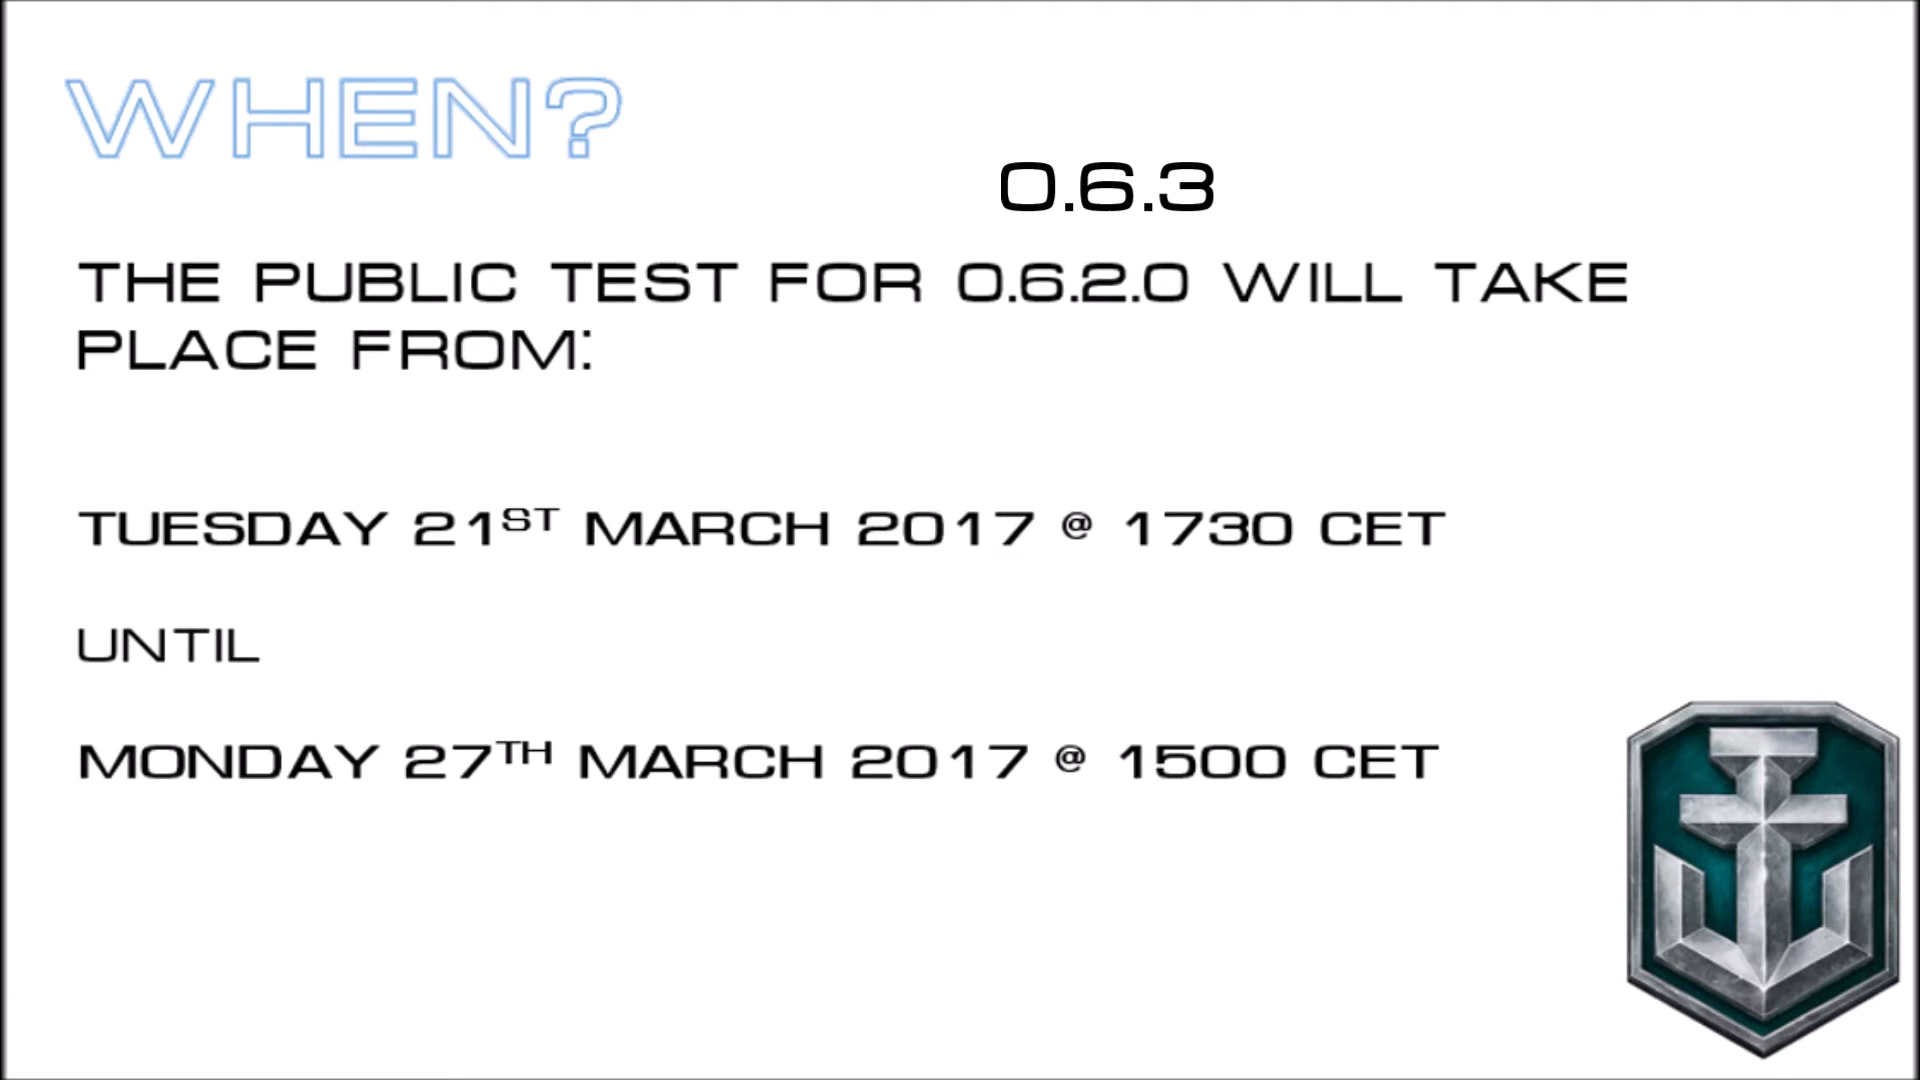 WHEN?
0.6.3
THE PUBLIC TEST FOR 0.6.2.0 WILL TAKE
PLACE FROM:
TUESDAY 21ST MARCH 2017 @ 1730 CET
UNTIL
MONDAY 27TH MARCH 2017 @ 1500 CET